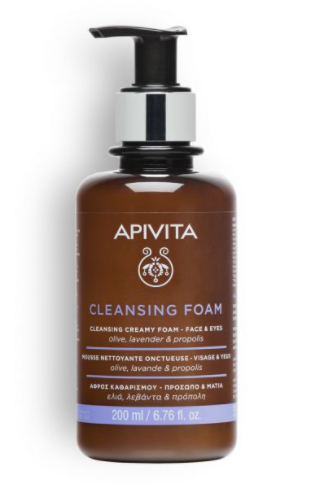 APIVITA
CLEANSING FOAM
CLEANSING CREAMY FOAM - FACE & EYES
olive, lavender & propolis
MOUSSE NETTOYANTE ONCTUEUSE - VISAGE & YEUX
olive, lavande & propolis
ΑΦΡΟΣ ΚΑΘΑΡΙΣΜΟΥ - ΠΡΟΣΩΠΟ & ΜΑΤΙΑ
ελιά, λεβάντα & πρόπολη
200 ml / 6.76 fl. oz.